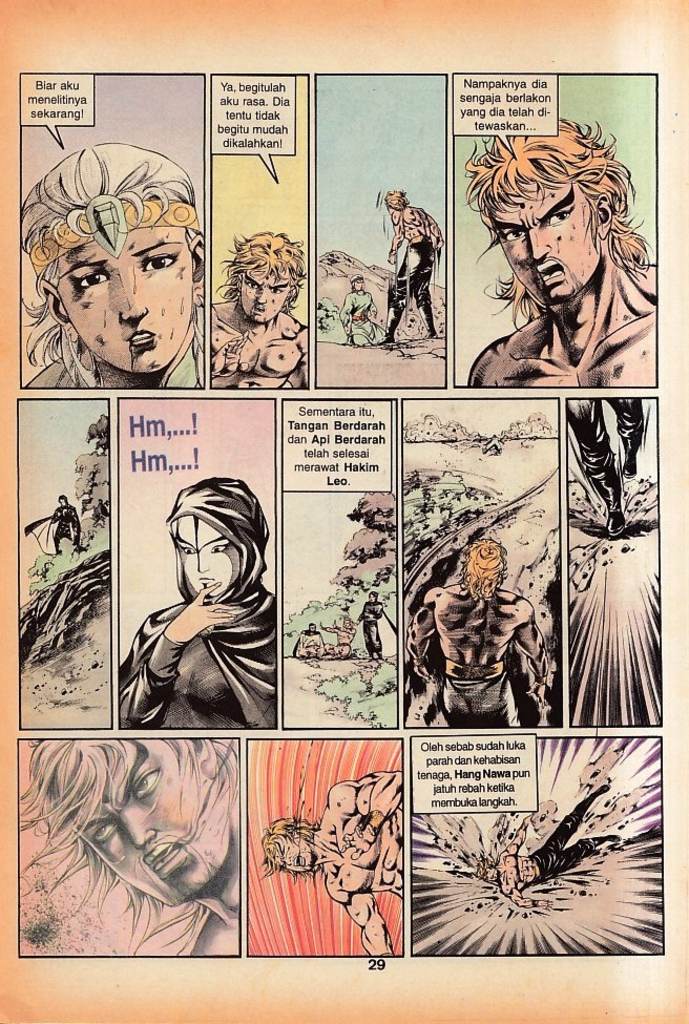 Biar aku
menelitinya
sekarang!
Ya, begitulah
aku rasa. Dia
tentu tidak
begitu mudah
dikalahkan!
Nampaknya dia
sengaja berlakon
yang dia telah di-
tewaskan...
Hm,...!
Hm,...!
Sementara itu,
Tangan Berdarah
dan Api Berdarah
telah selesai
merawat Hakim
Leo.
Oleh sebab sudah luka
parah dan kehabisan
tenaga, Hang Nawa pun
jatuh rebah ketika
membuka langkah.
29